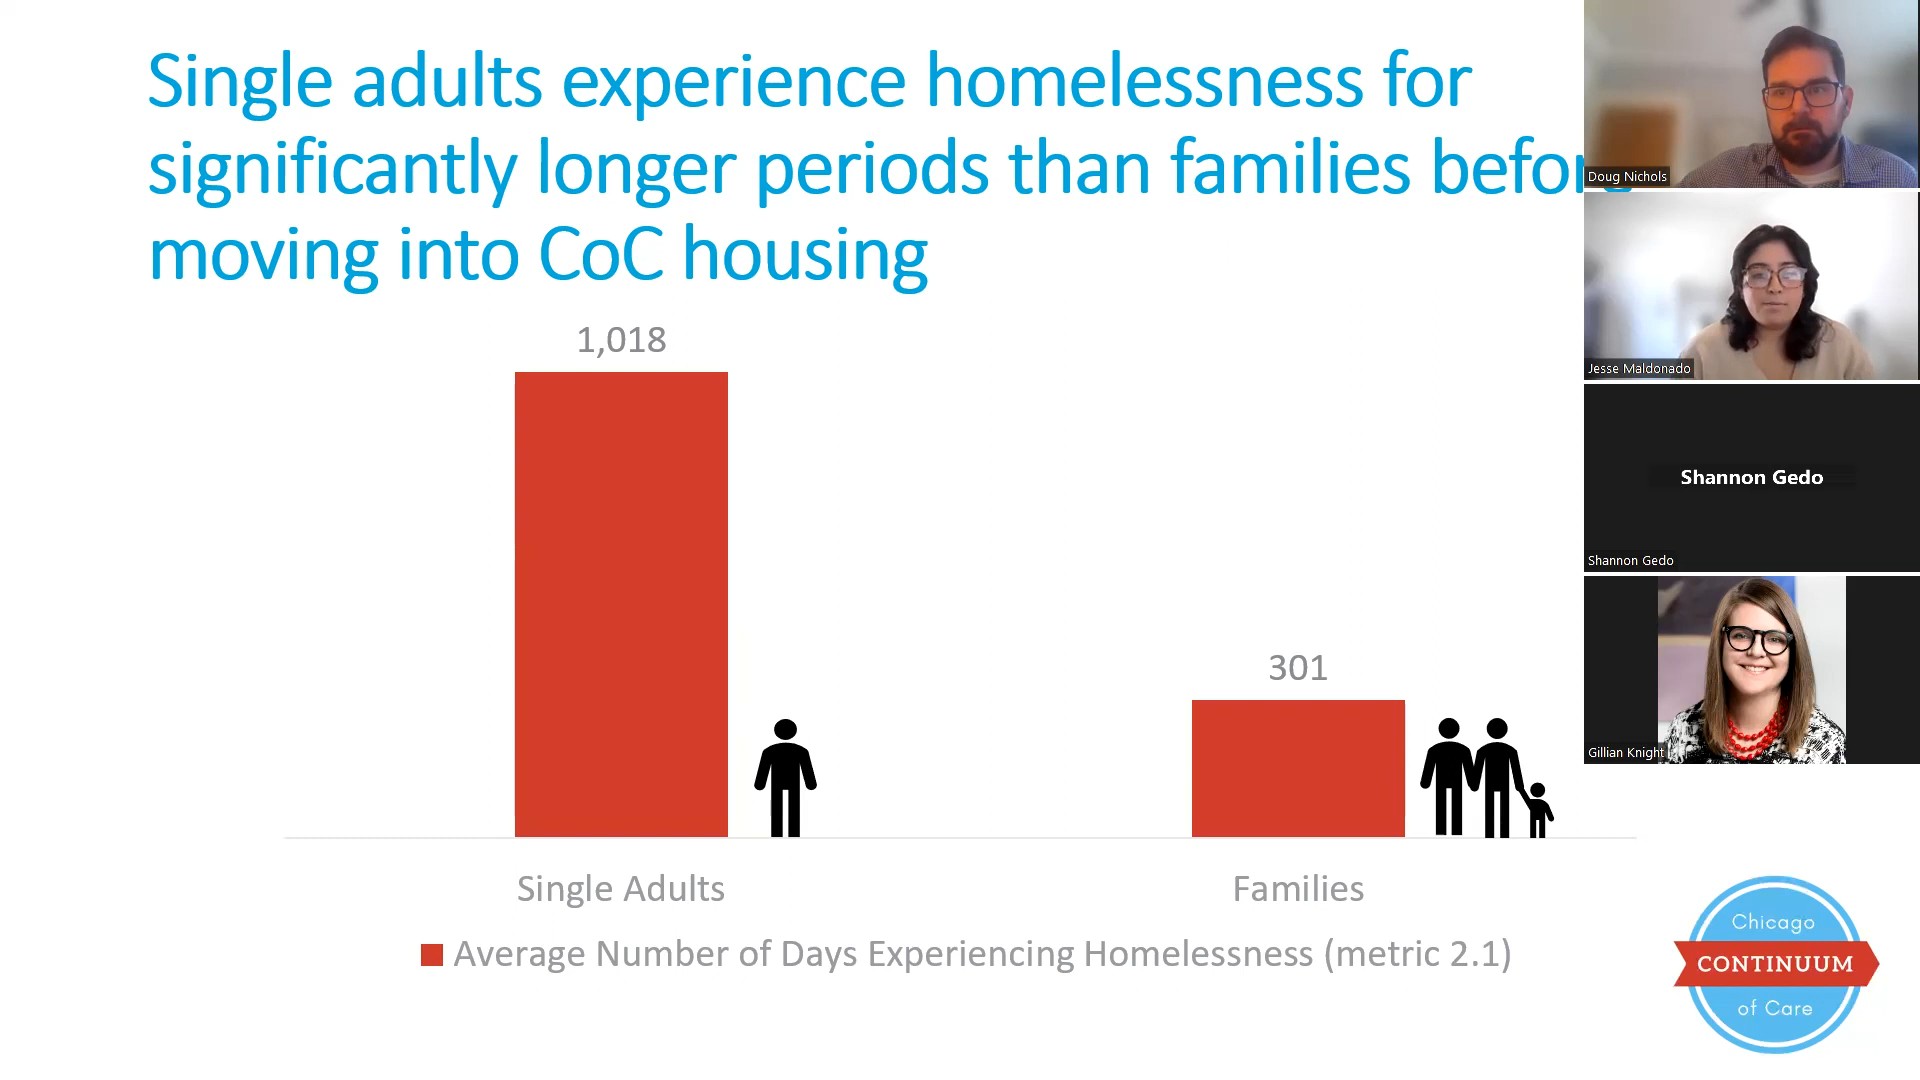 Single adults experience homelessness for
significantly longer periods than families before
moving into CoC housing
1,018
301
Single Adults
Families
Average Number of Days Experiencing Homelessness (metric 2.1)
Doug Nichols
Jesse Maldonado
Shannon Gedo
Shannon Gedo
Gillian Knight
Chicago
CONTINUUM
of Care